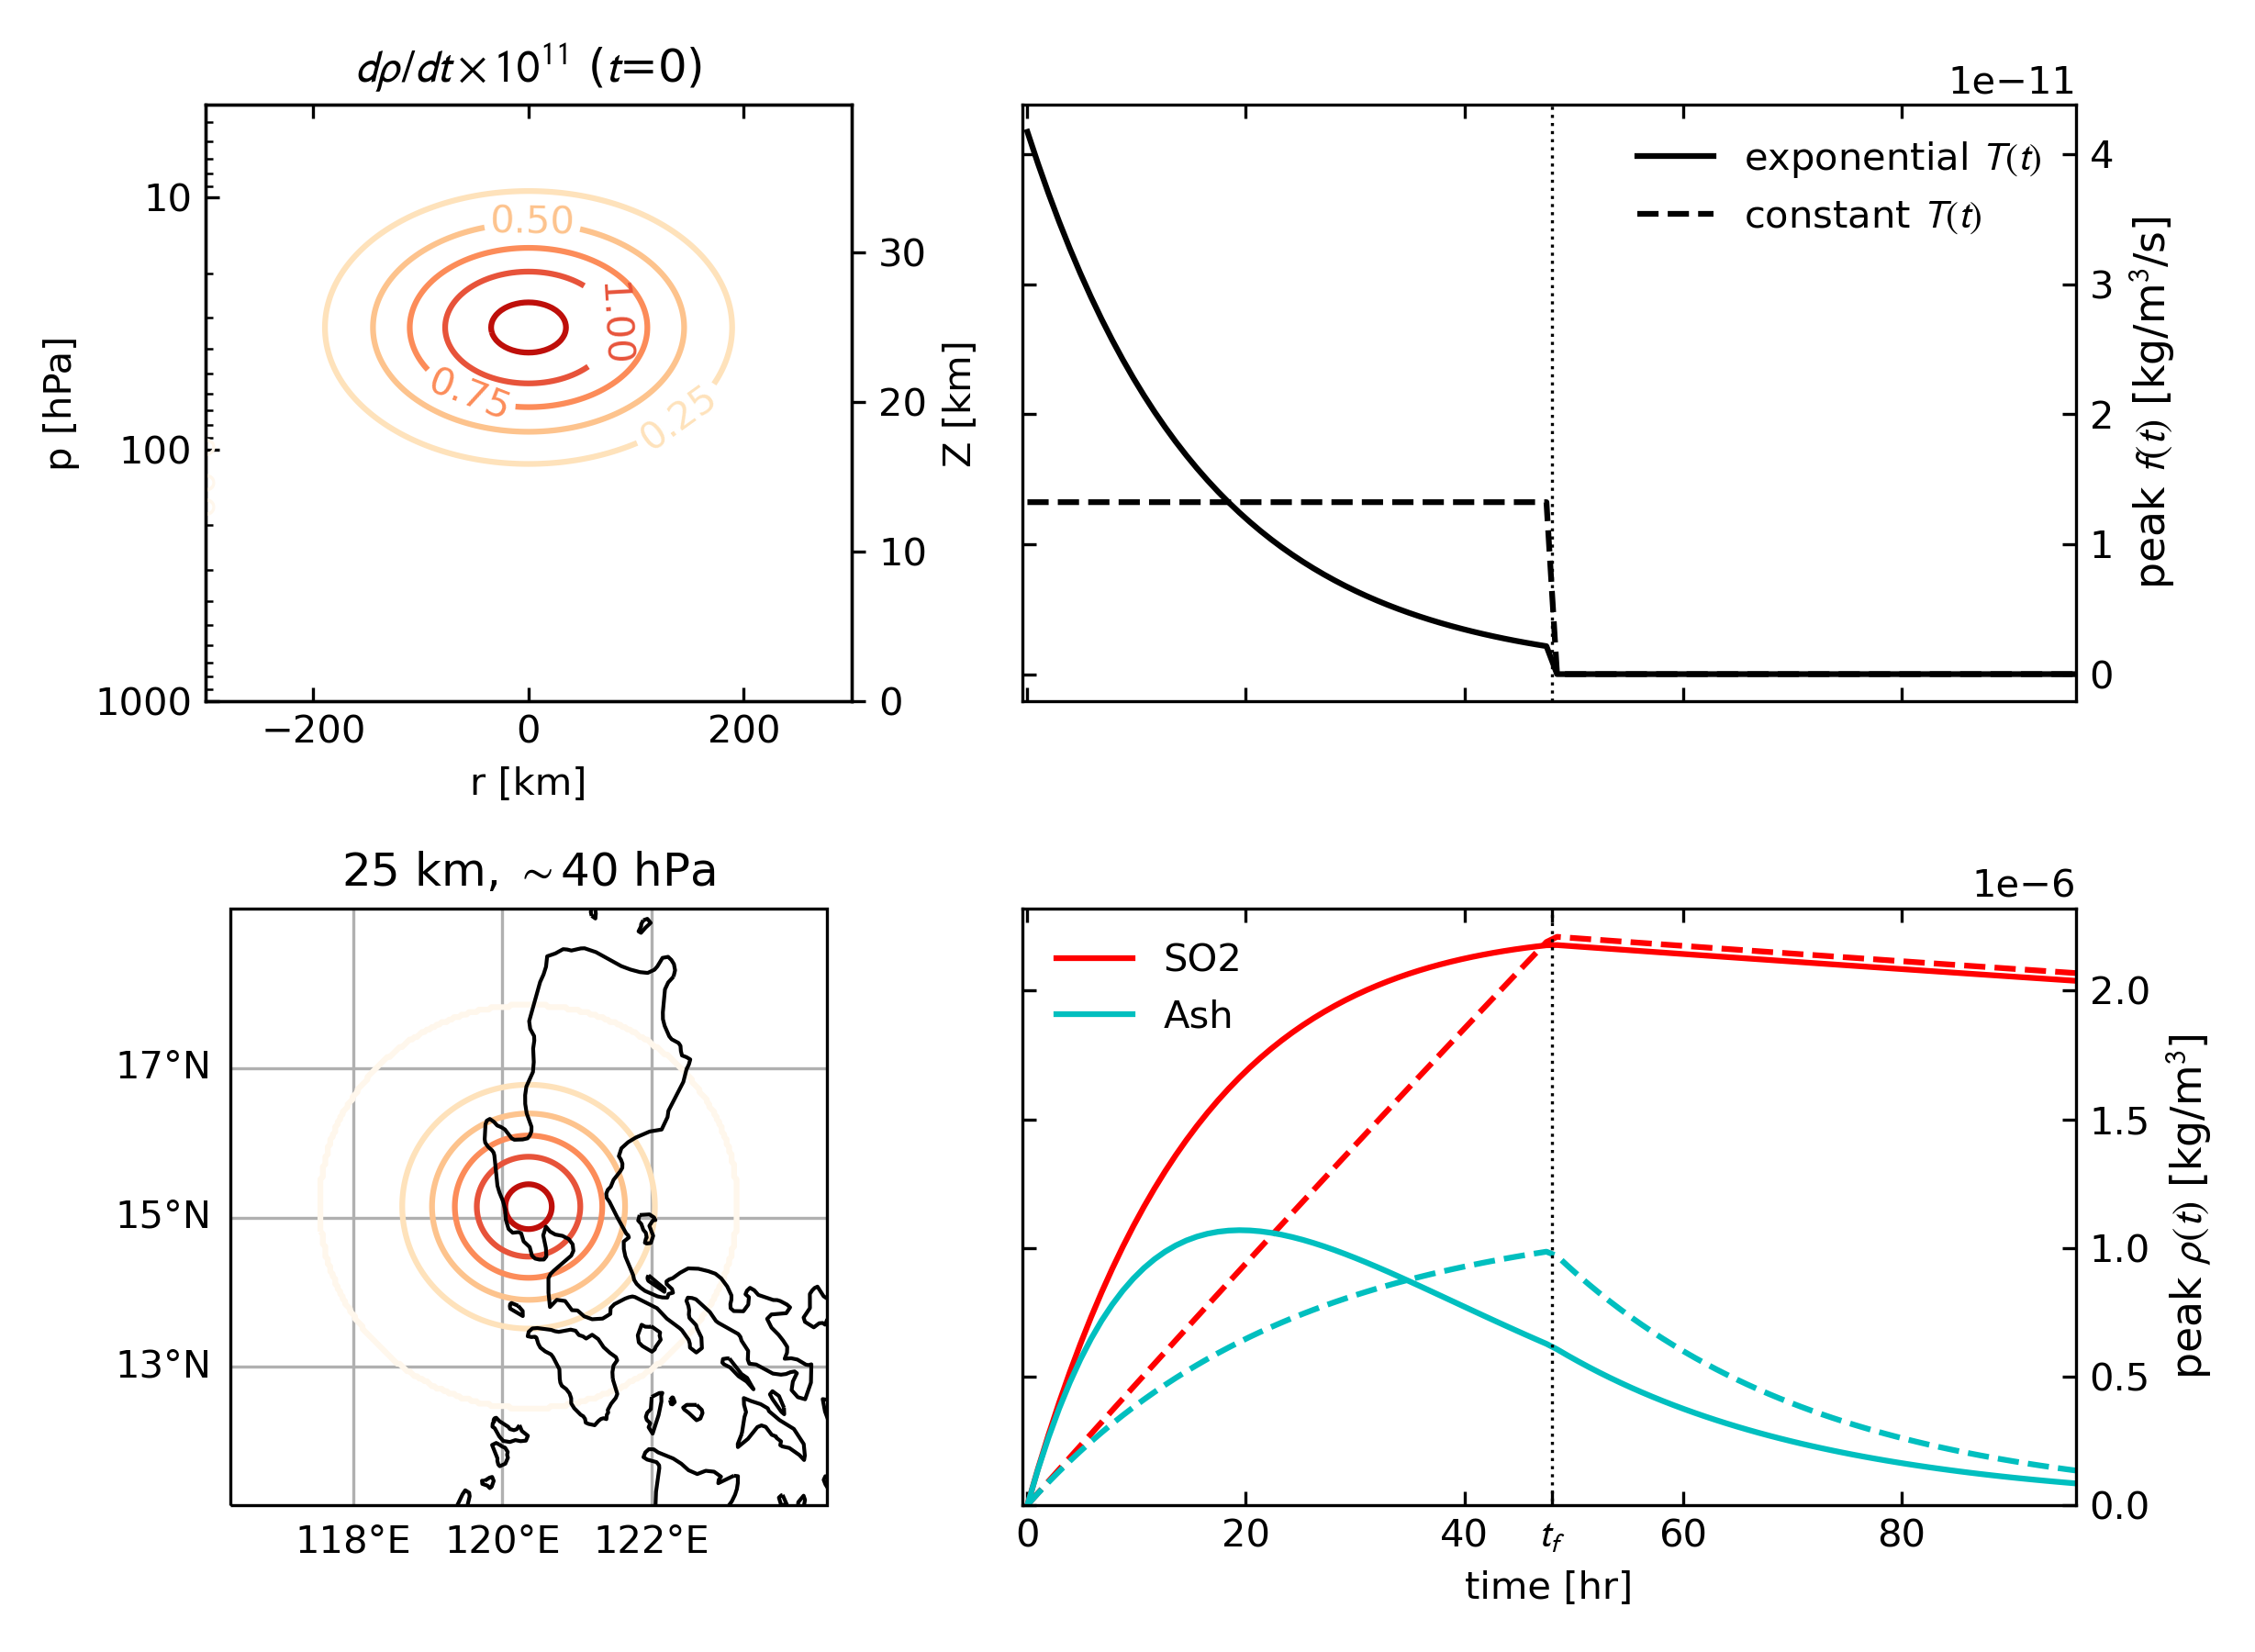 dρ/dt×10¹¹ (t=0)
p [hPa]
10
100
1000
0.50
1.00
0.75
0.25
30
20
10
0
Z [km]
−200 0 200
r [km]
1e−11
exponential T(t)
constant T(t)
4
3
2
1
0
peak f(t) [kg/m³/s]
25 km, ~40 hPa
17°N
15°N
13°N
118°E 120°E 122°E
1e−6
SO2
Ash
2.0
1.5
1.0
0.5
0.0
peak ρ(t) [kg/m³]
0 20 40 t_f 60 80
time [hr]